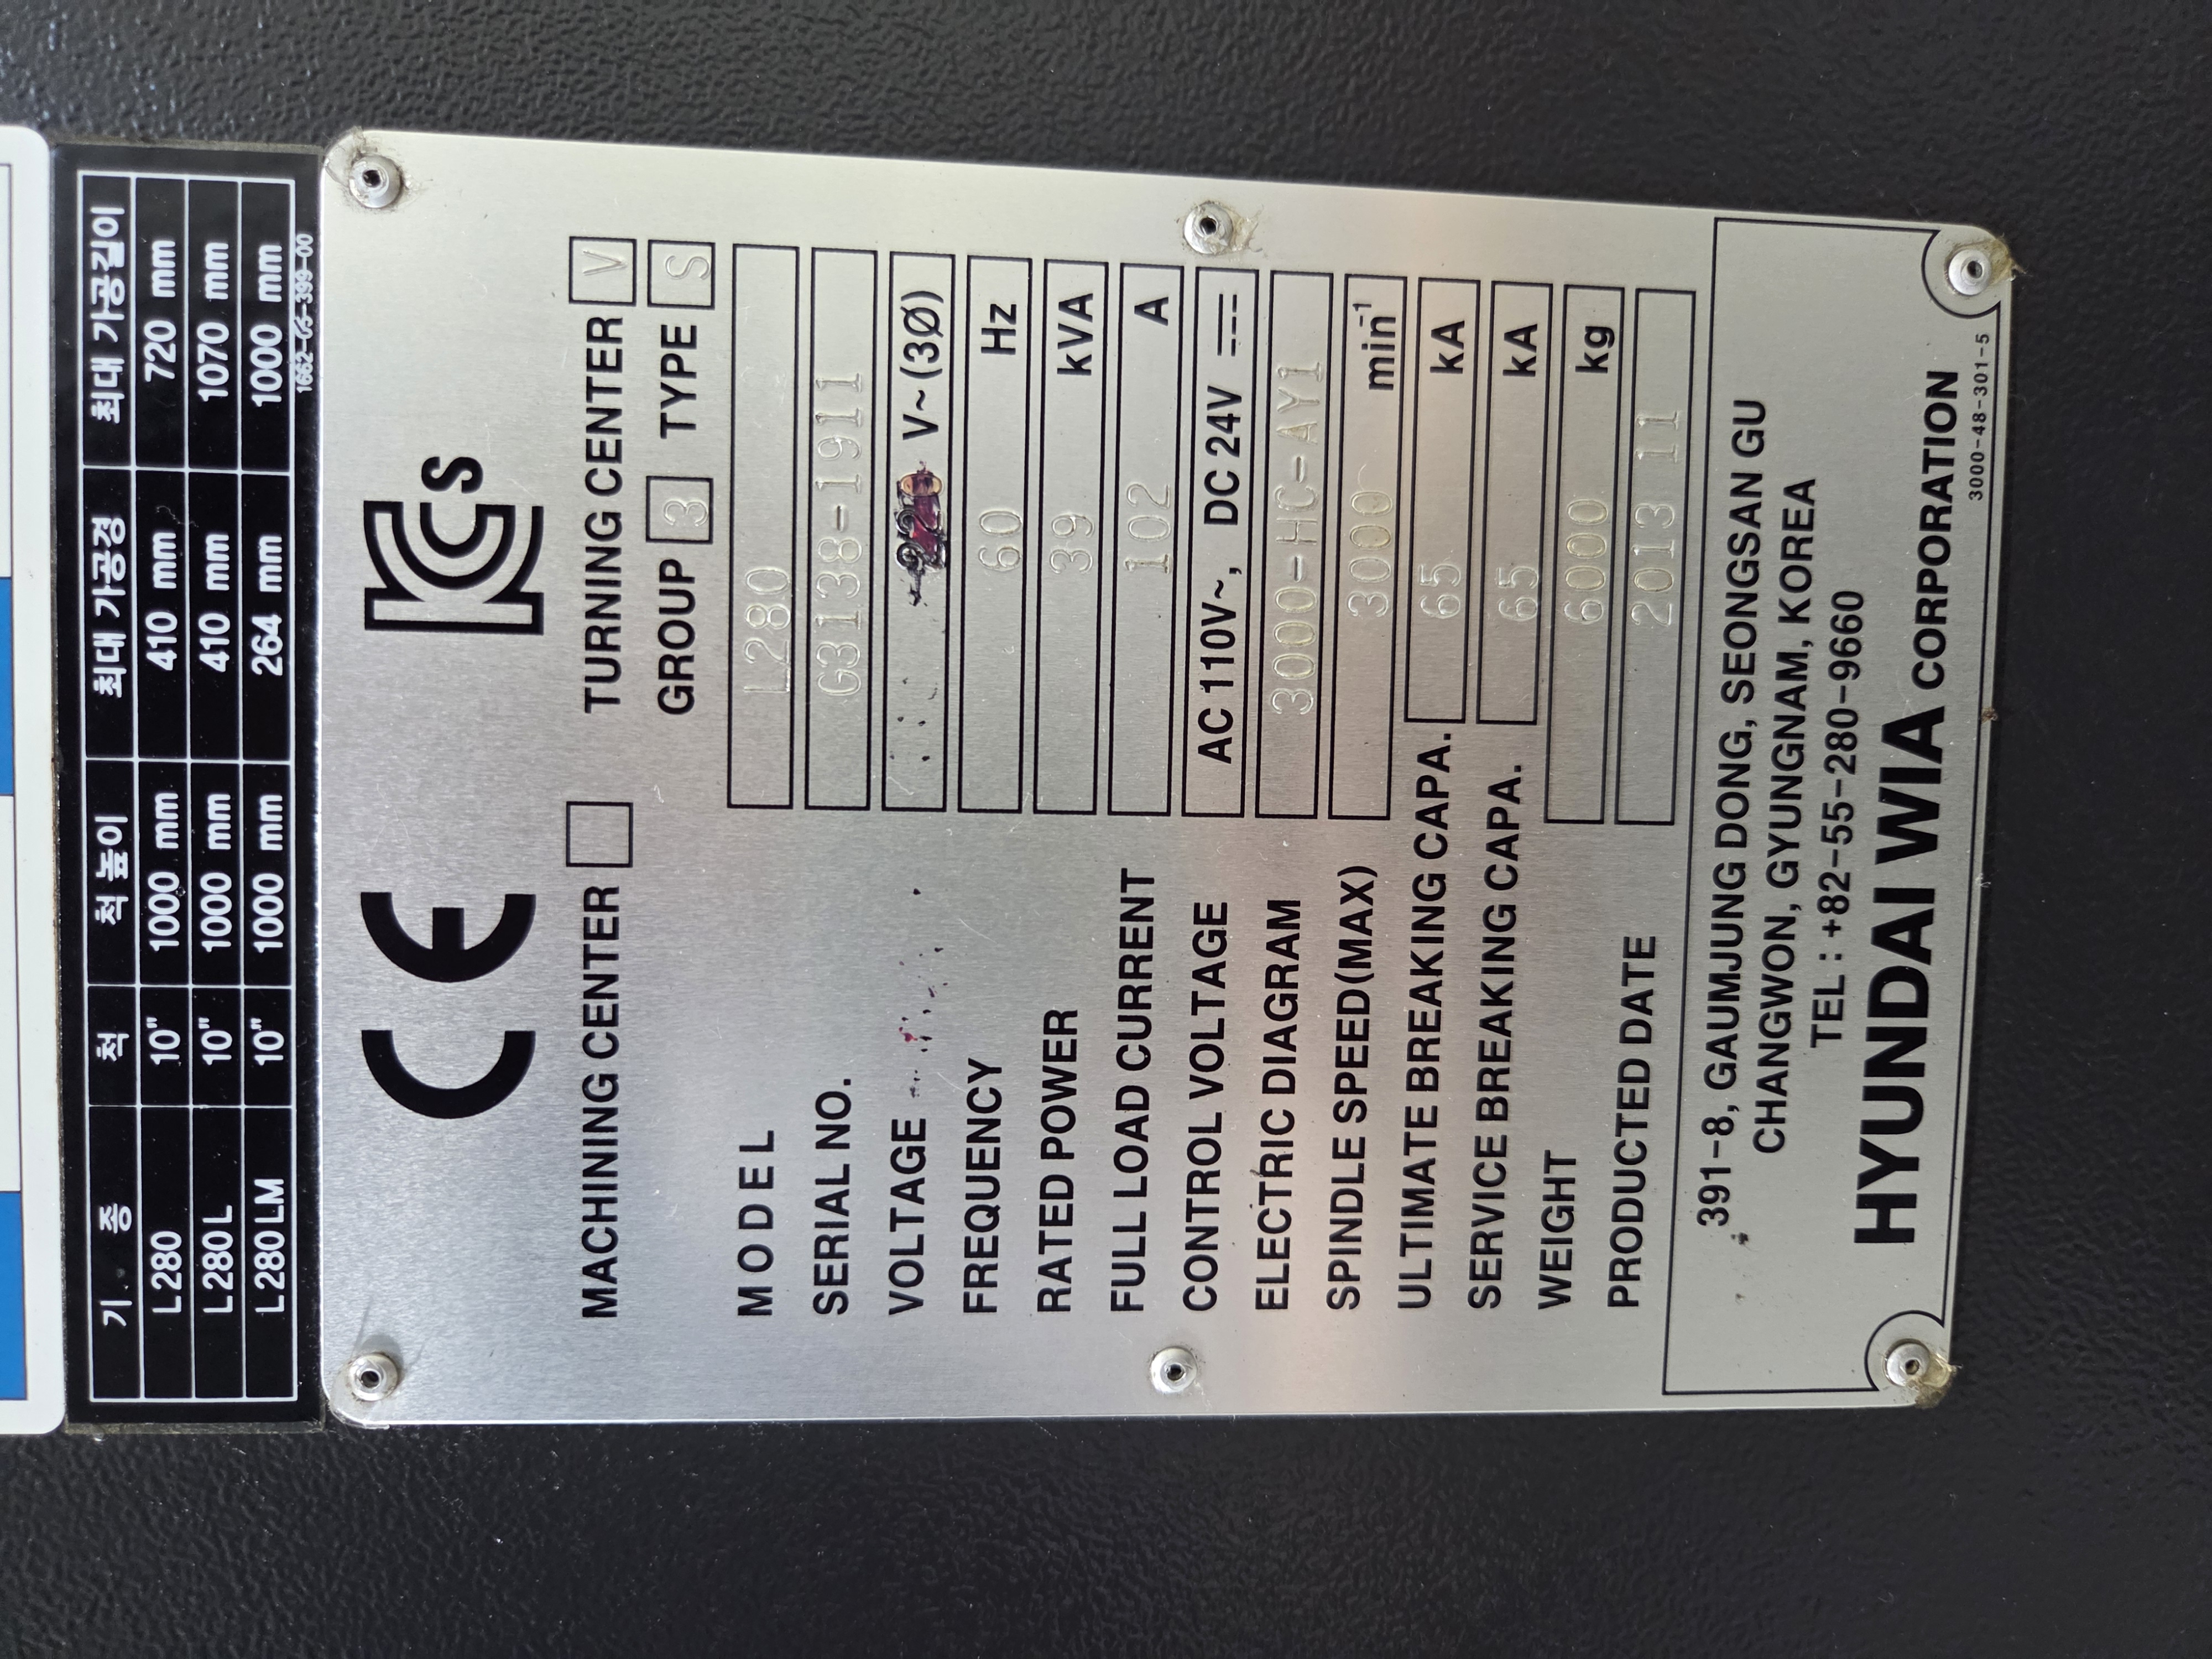 기 종 척 척 높이 최대 가공경 최대 가공길이
L280 10" 1000 mm 410 mm 720 mm
L280L 10" 1000 mm 410 mm 1070 mm
L280LM 10" 1000 mm 264 mm 1000 mm
1662-06-399-00
CE KCs
MACHINING CENTER TURNING CENTER V
GROUP 3 TYPE S
MODEL L280
SERIAL NO. G3138-1911
VOLTAGE V~(3Ø)
FREQUENCY 60 Hz
RATED POWER 39 kVA
FULL LOAD CURRENT 102 A
CONTROL VOLTAGE AC 110V~, DC 24V ⎓
ELECTRIC DIAGRAM 3000-HC-AY1
SPINDLE SPEED(MAX) 3000 min⁻¹
ULTIMATE BREAKING CAPA. 65 kA
SERVICE BREAKING CAPA. 65 kA
WEIGHT 6000 kg
PRODUCTED DATE 2013 11
391-8, GAUMJUNG DONG, SEONGSAN GU
CHANGWON, GYUNGNAM, KOREA
TEL : +82-55-280-9660
HYUNDAI WIA CORPORATION
3000-48-301-5